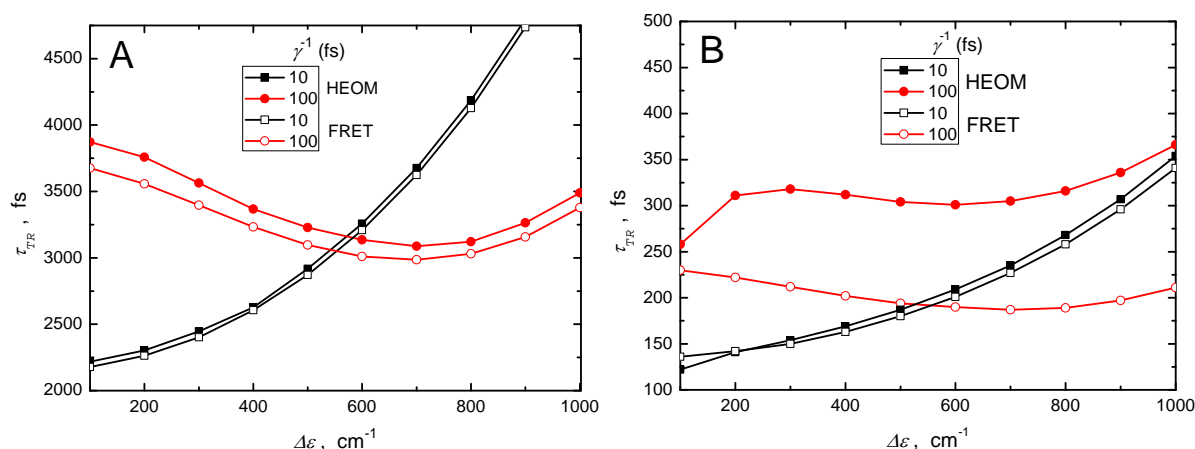 A
γ⁻¹ (fs)
10
100
HEOM
10
100
FRET
4500
4000
3500
3000
2500
2000
τ_TR , fs
200 400 600 800 1000
Δε , cm⁻¹
B
γ⁻¹ (fs)
10
100
HEOM
10
100
FRET
500
450
400
350
300
250
200
150
100
τ_TR , fs
200 400 600 800 1000
Δε , cm⁻¹